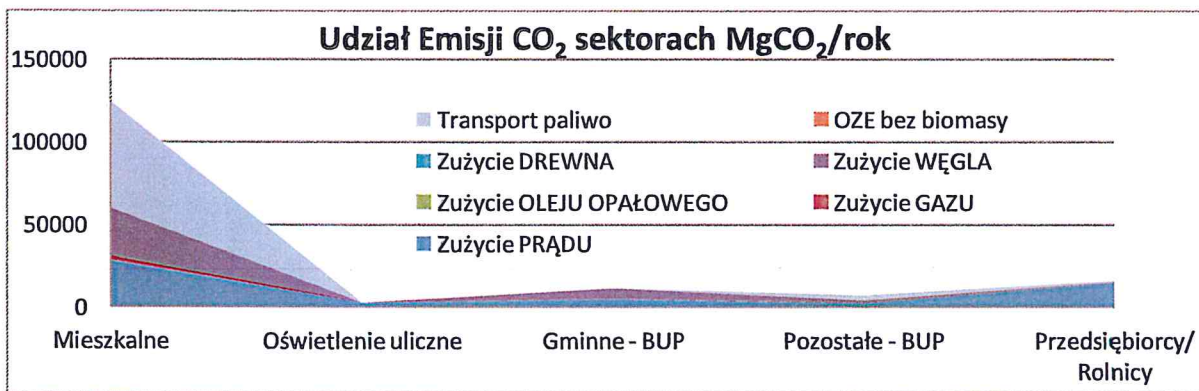 Udział Emisji CO₂ sektorach MgCO₂/rok
150000
100000
50000
0
Transport paliwo
OZE bez biomasy
Zużycie DREWNA
Zużycie WĘGLA
Zużycie OLEJU OPAŁOWEGO
Zużycie GAZU
Zużycie PRĄDU
Mieszkalne
Oświetlenie uliczne
Gminne - BUP
Pozostałe - BUP
Przedsiębiorcy/
Rolnicy